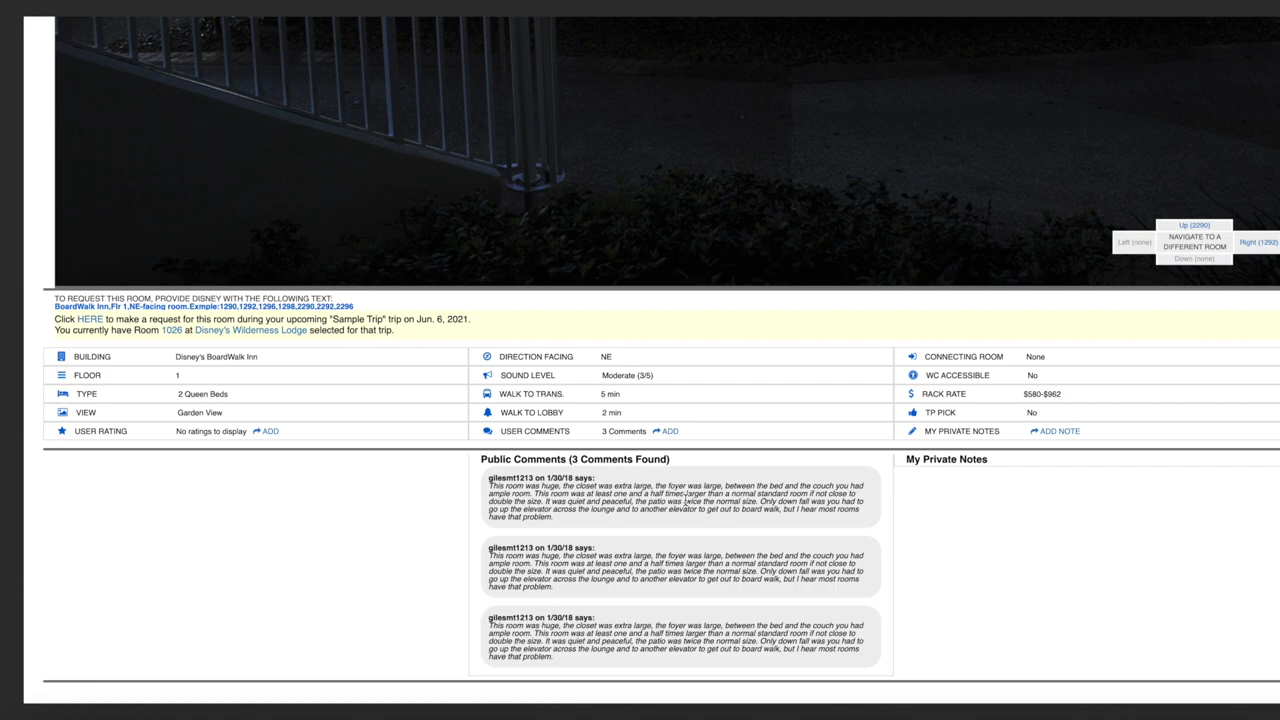 Up (2290)
Left (none)
NAVIGATE TO A
DIFFERENT ROOM
Right (1292)
Down (none)
TO REQUEST THIS ROOM, PROVIDE DISNEY WITH THE FOLLOWING TEXT:
BoardWalk Inn,Flr 1,NE-facing room.Exmple:1290,1292,1296,1298,2290,2292,2296
Click HERE to make a request for this room during your upcoming "Sample Trip" trip on Jun. 6, 2021.
You currently have Room 1026 at Disney's Wilderness Lodge selected for that trip.
BUILDING Disney's BoardWalk Inn DIRECTION FACING NE CONNECTING ROOM None
FLOOR 1 SOUND LEVEL Moderate (3/5) WC ACCESSIBLE No
TYPE 2 Queen Beds WALK TO TRANS. 5 min RACK RATE $580-$962
VIEW Garden View WALK TO LOBBY 2 min TP PICK No
USER RATING No ratings to display ADD USER COMMENTS 3 Comments ADD MY PRIVATE NOTES ADD NOTE
Public Comments (3 Comments Found) My Private Notes
gilesmt1213 on 1/30/18 says:
This room was huge, the closet was extra large, the foyer was large, between the bed and the couch you had
ample room. This room was at least one and a half times larger than a normal standard room if not close to
double the size. It was quiet and peaceful, the patio was twice the normal size. Only down fall was you had to
go up the elevator across the lounge and to another elevator to get out to board walk, but I hear most rooms
have that problem.
gilesmt1213 on 1/30/18 says:
This room was huge, the closet was extra large, the foyer was large, between the bed and the couch you had
ample room. This room was at least one and a half times larger than a normal standard room if not close to
double the size. It was quiet and peaceful, the patio was twice the normal size. Only down fall was you had to
go up the elevator across the lounge and to another elevator to get out to board walk, but I hear most rooms
have that problem.
gilesmt1213 on 1/30/18 says:
This room was huge, the closet was extra large, the foyer was large, between the bed and the couch you had
ample room. This room was at least one and a half times larger than a normal standard room if not close to
double the size. It was quiet and peaceful, the patio was twice the normal size. Only down fall was you had to
go up the elevator across the lounge and to another elevator to get out to board walk, but I hear most rooms
have that problem.